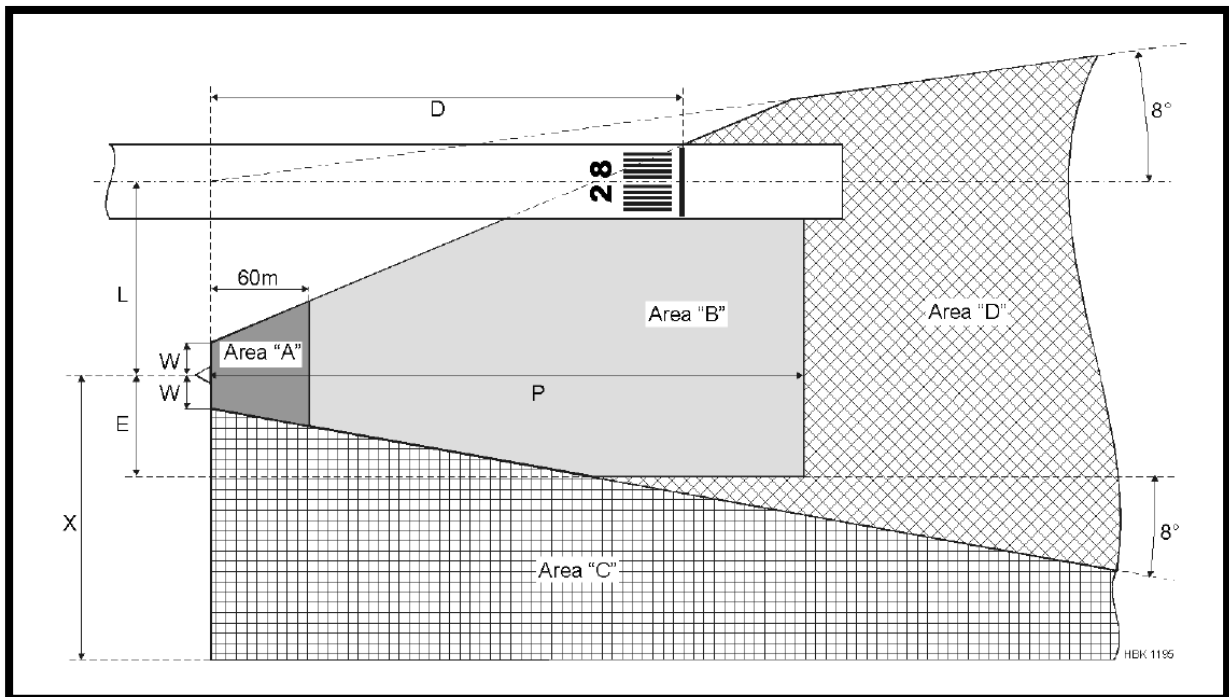 D
8°
28
60m
L
Area "B"
Area "D"
W
Area "A"
W
P
E
X
8°
Area "C"
HBK 1195